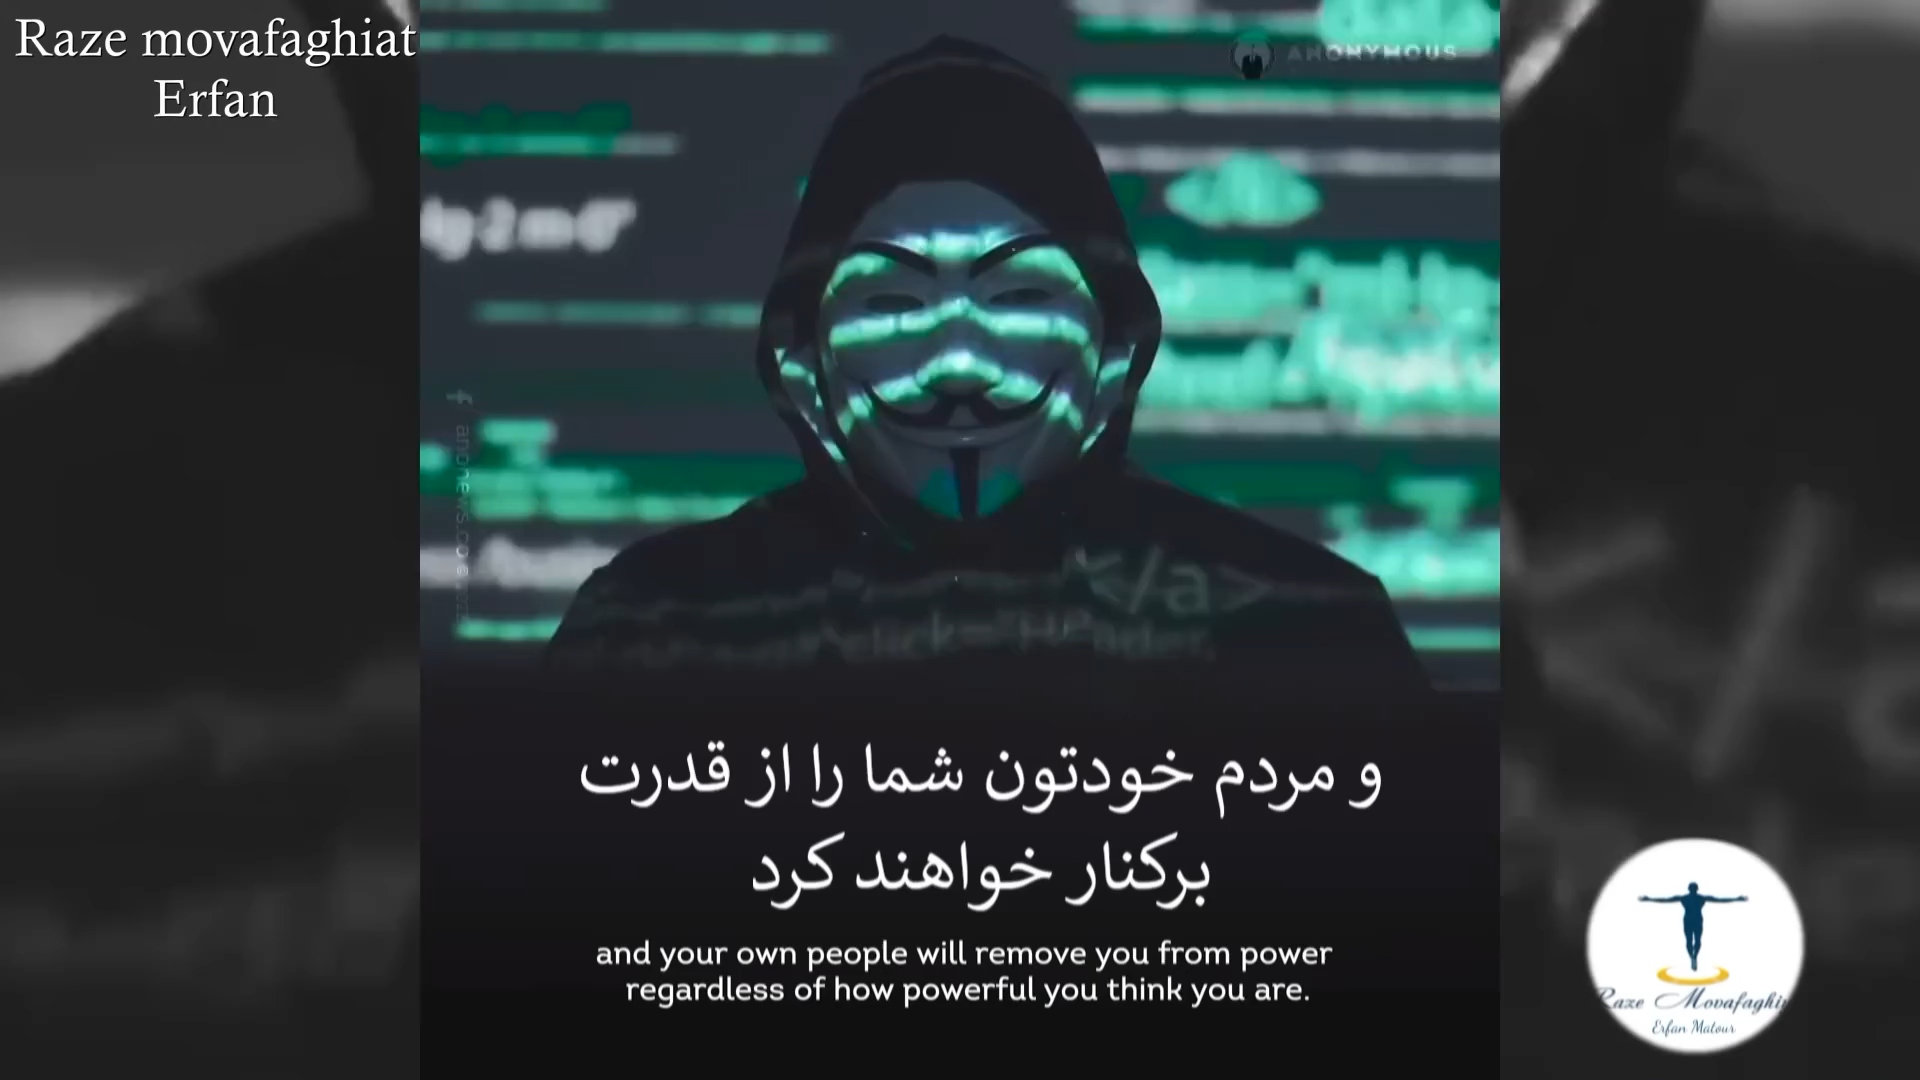 Raze movafaghiat
Erfan
ANONYMOUS
و مردم خودتون شما را از قدرت
برکنار خواهند کرد
and your own people will remove you from power
regardless of how powerful you think you are.
</a>
Raze Movafaghi
Erfan Matour